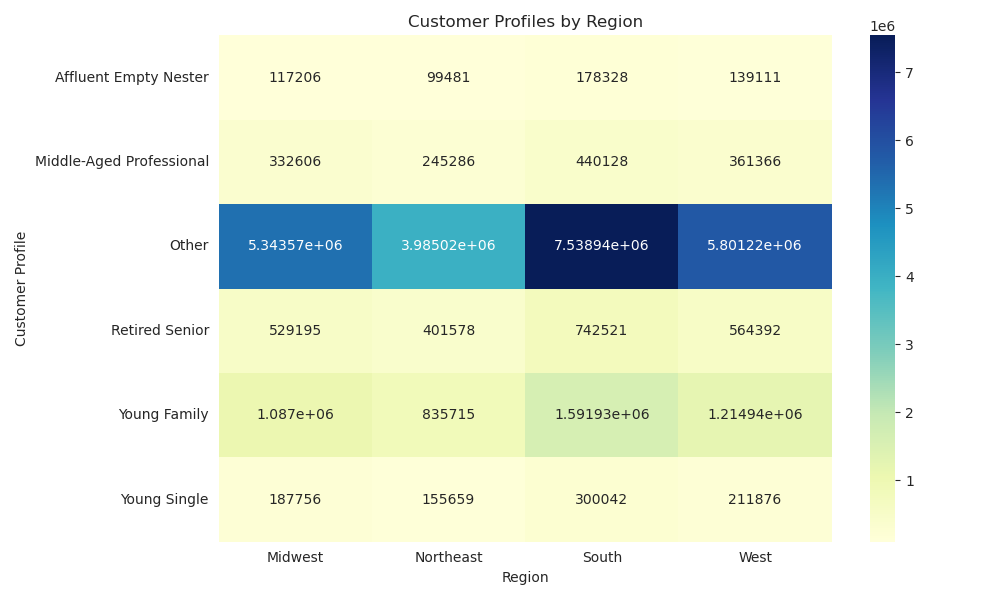 Customer Profiles by Region
1e6
Affluent Empty Nester 117206 99481 178328 139111
7
Middle-Aged Professional 332606 245286 440128 361366
6
Other 5.34357e+06 3.98502e+06 7.53894e+06 5.80122e+06
5
4
Retired Senior 529195 401578 742521 564392
3
Young Family 1.087e+06 835715 1.59193e+06 1.21494e+06
2
1
Young Single 187756 155659 300042 211876
Midwest Northeast South West
Region
Customer Profile